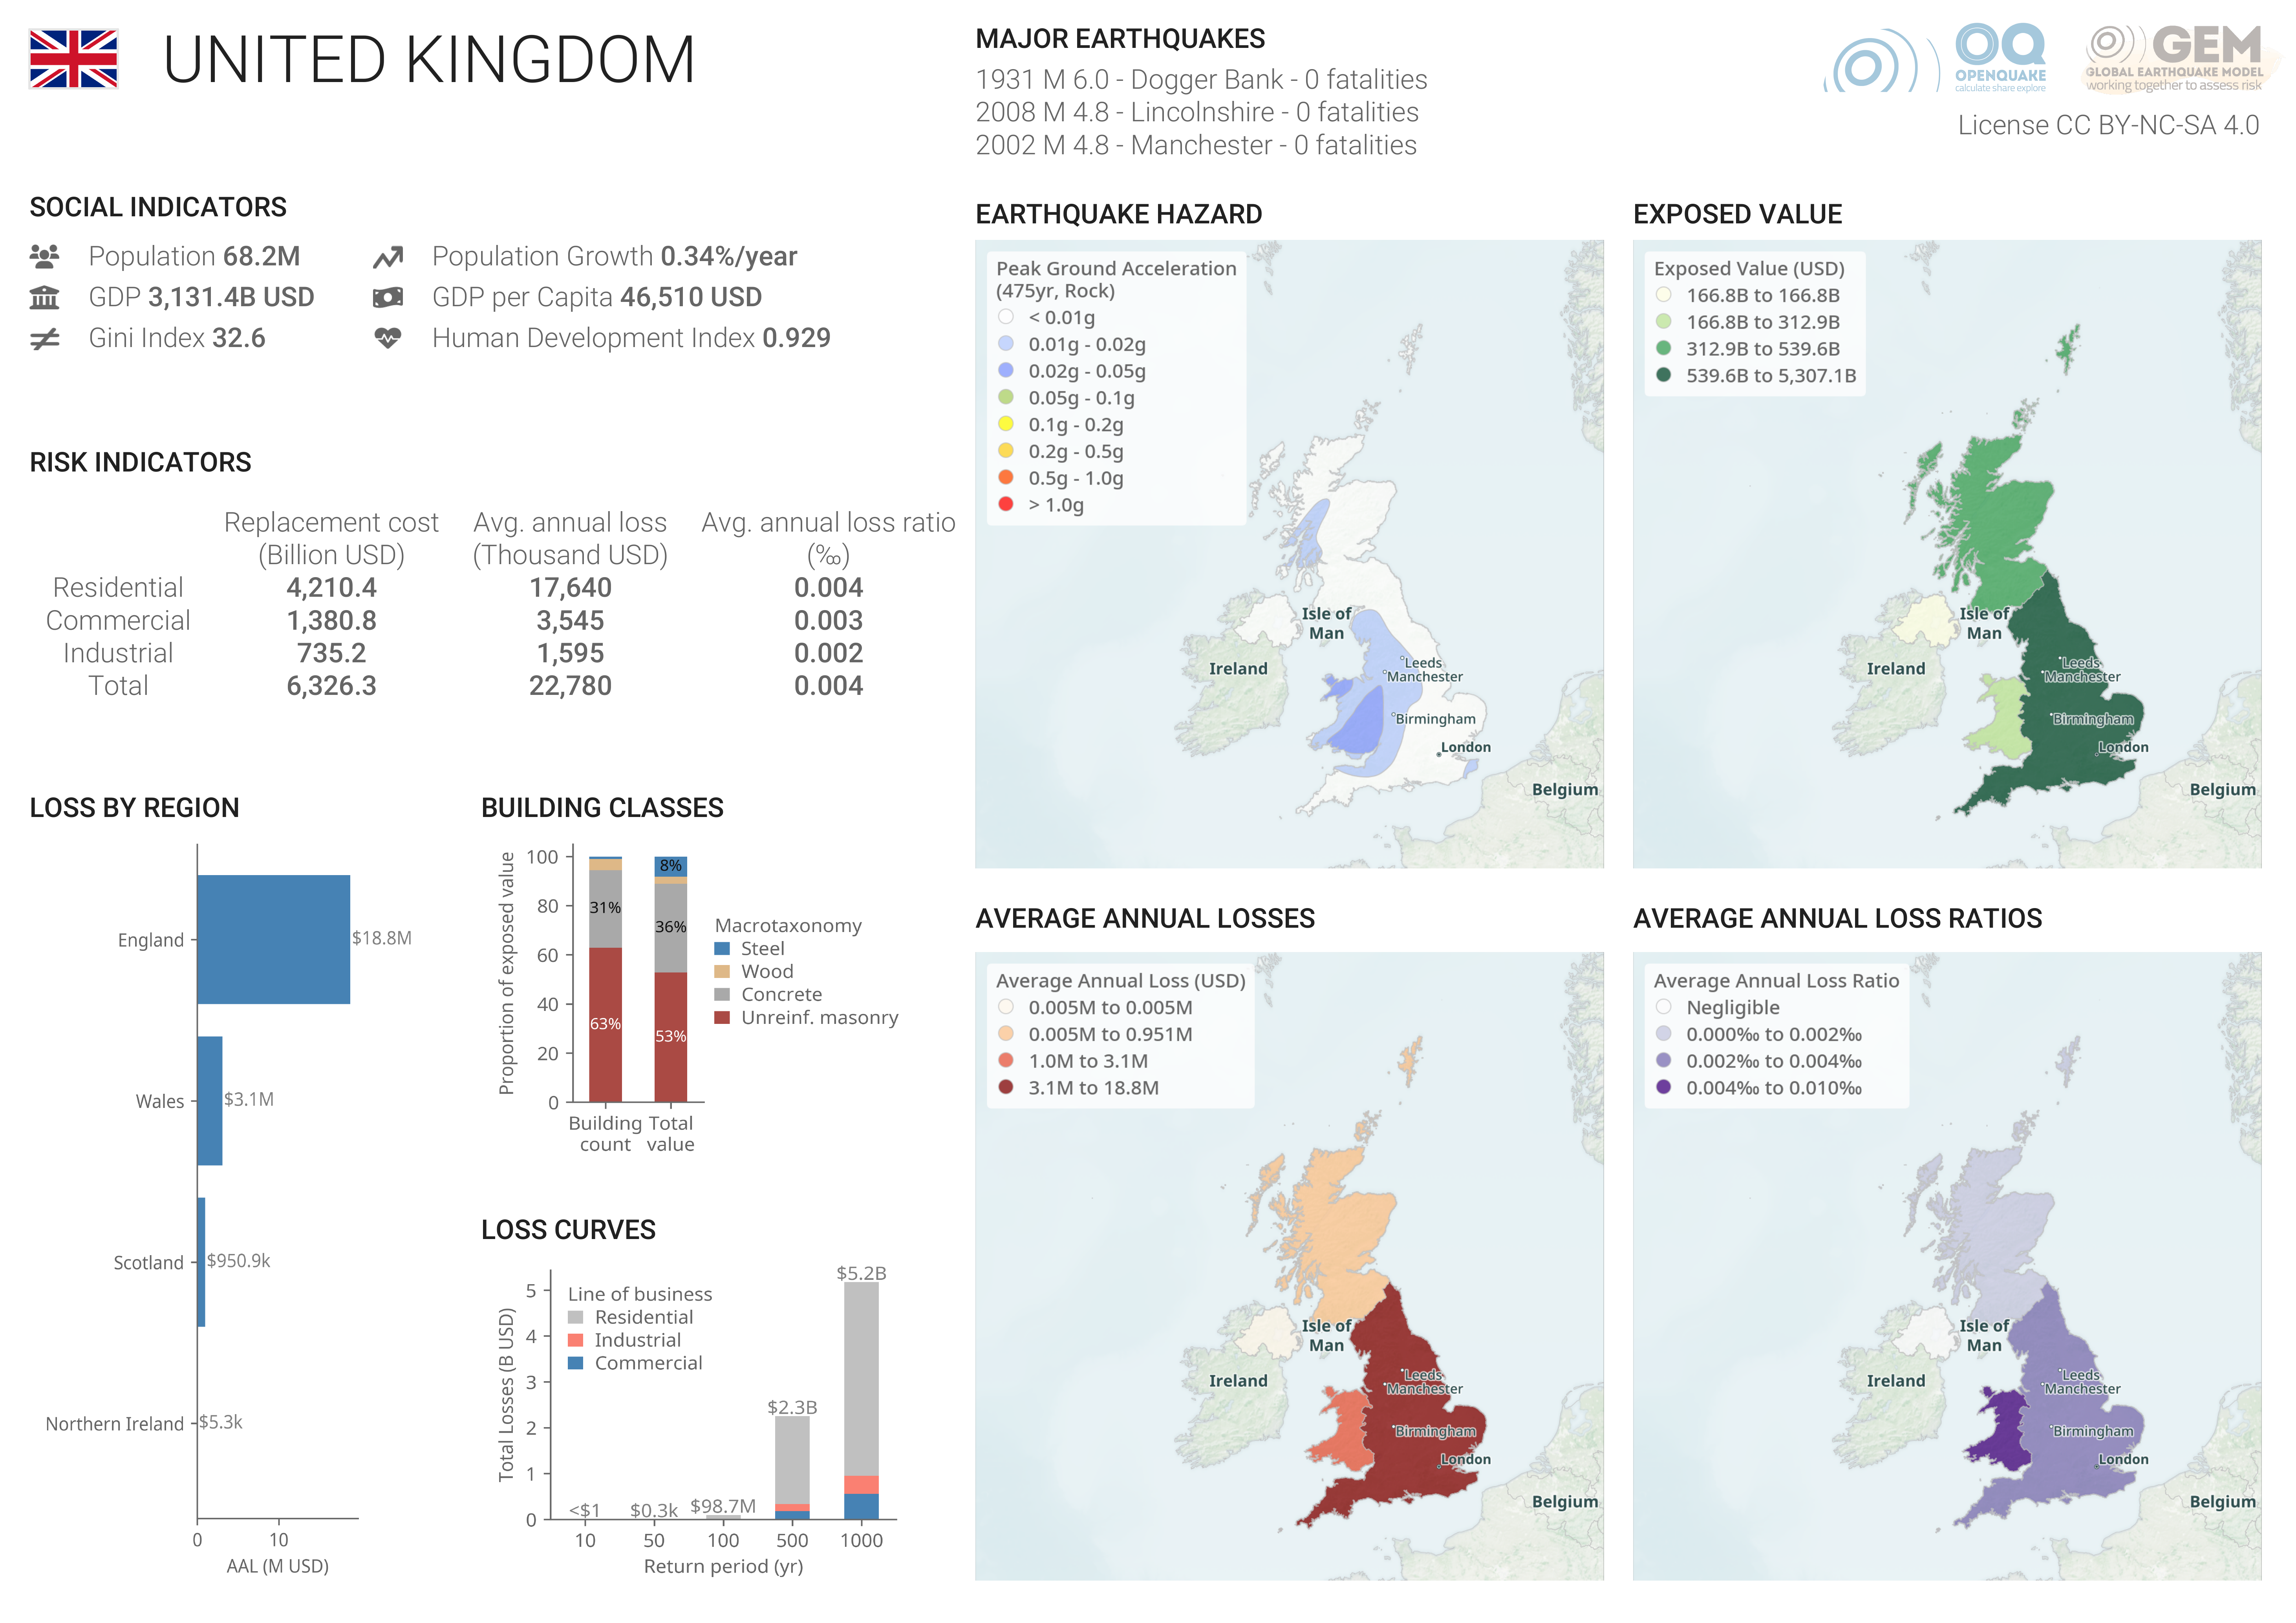 UNITED KINGDOM
MAJOR EARTHQUAKES
1931 M 6.0 - Dogger Bank - 0 fatalities
2008 M 4.8 - Lincolnshire - 0 fatalities
2002 M 4.8 - Manchester - 0 fatalities
OQ
OPENQUAKE
calculate share explore
GEM
GLOBAL EARTHQUAKE MODEL
working together to assess risk
License CC BY-NC-SA 4.0
SOCIAL INDICATORS
Population 68.2M
Population Growth 0.34%/year
GDP 3,131.4B USD
GDP per Capita 46,510 USD
Gini Index 32.6
Human Development Index 0.929
RISK INDICATORS
Replacement cost Avg. annual loss Avg. annual loss ratio
(Billion USD) (Thousand USD) (‰)
Residential 4,210.4 17,640 0.004
Commercial 1,380.8 3,545 0.003
Industrial 735.2 1,595 0.002
Total 6,326.3 22,780 0.004
LOSS BY REGION
England $18.8M
Wales $3.1M
Scotland $950.9k
Northern Ireland $5.3k
0 10
AAL (M USD)
BUILDING CLASSES
Proportion of exposed value
100
80
60
40
20
0
31%
63%
8%
36%
53%
Building count
Total value
Macrotaxonomy
Steel
Wood
Concrete
Unreinf. masonry
LOSS CURVES
Total Losses (B USD)
5
4
3
2
1
0
Line of business
Residential
Industrial
Commercial
<$1 $0.3k $98.7M $2.3B $5.2B
10 50 100 500 1000
Return period (yr)
EARTHQUAKE HAZARD
Peak Ground Acceleration
(475yr, Rock)
< 0.01g
0.01g - 0.02g
0.02g - 0.05g
0.05g - 0.1g
0.1g - 0.2g
0.2g - 0.5g
0.5g - 1.0g
> 1.0g
Isle of
Man
Ireland
Leeds
Manchester
Birmingham
London
Belgium
EXPOSED VALUE
Exposed Value (USD)
166.8B to 166.8B
166.8B to 312.9B
312.9B to 539.6B
539.6B to 5,307.1B
Isle of
Man
Ireland
Leeds
Manchester
Birmingham
London
Belgium
AVERAGE ANNUAL LOSSES
Average Annual Loss (USD)
0.005M to 0.005M
0.005M to 0.951M
1.0M to 3.1M
3.1M to 18.8M
Isle of
Man
Ireland
Leeds
Manchester
Birmingham
London
Belgium
AVERAGE ANNUAL LOSS RATIOS
Average Annual Loss Ratio
Negligible
0.000‰ to 0.002‰
0.002‰ to 0.004‰
0.004‰ to 0.010‰
Isle of
Man
Ireland
Leeds
Manchester
Birmingham
London
Belgium